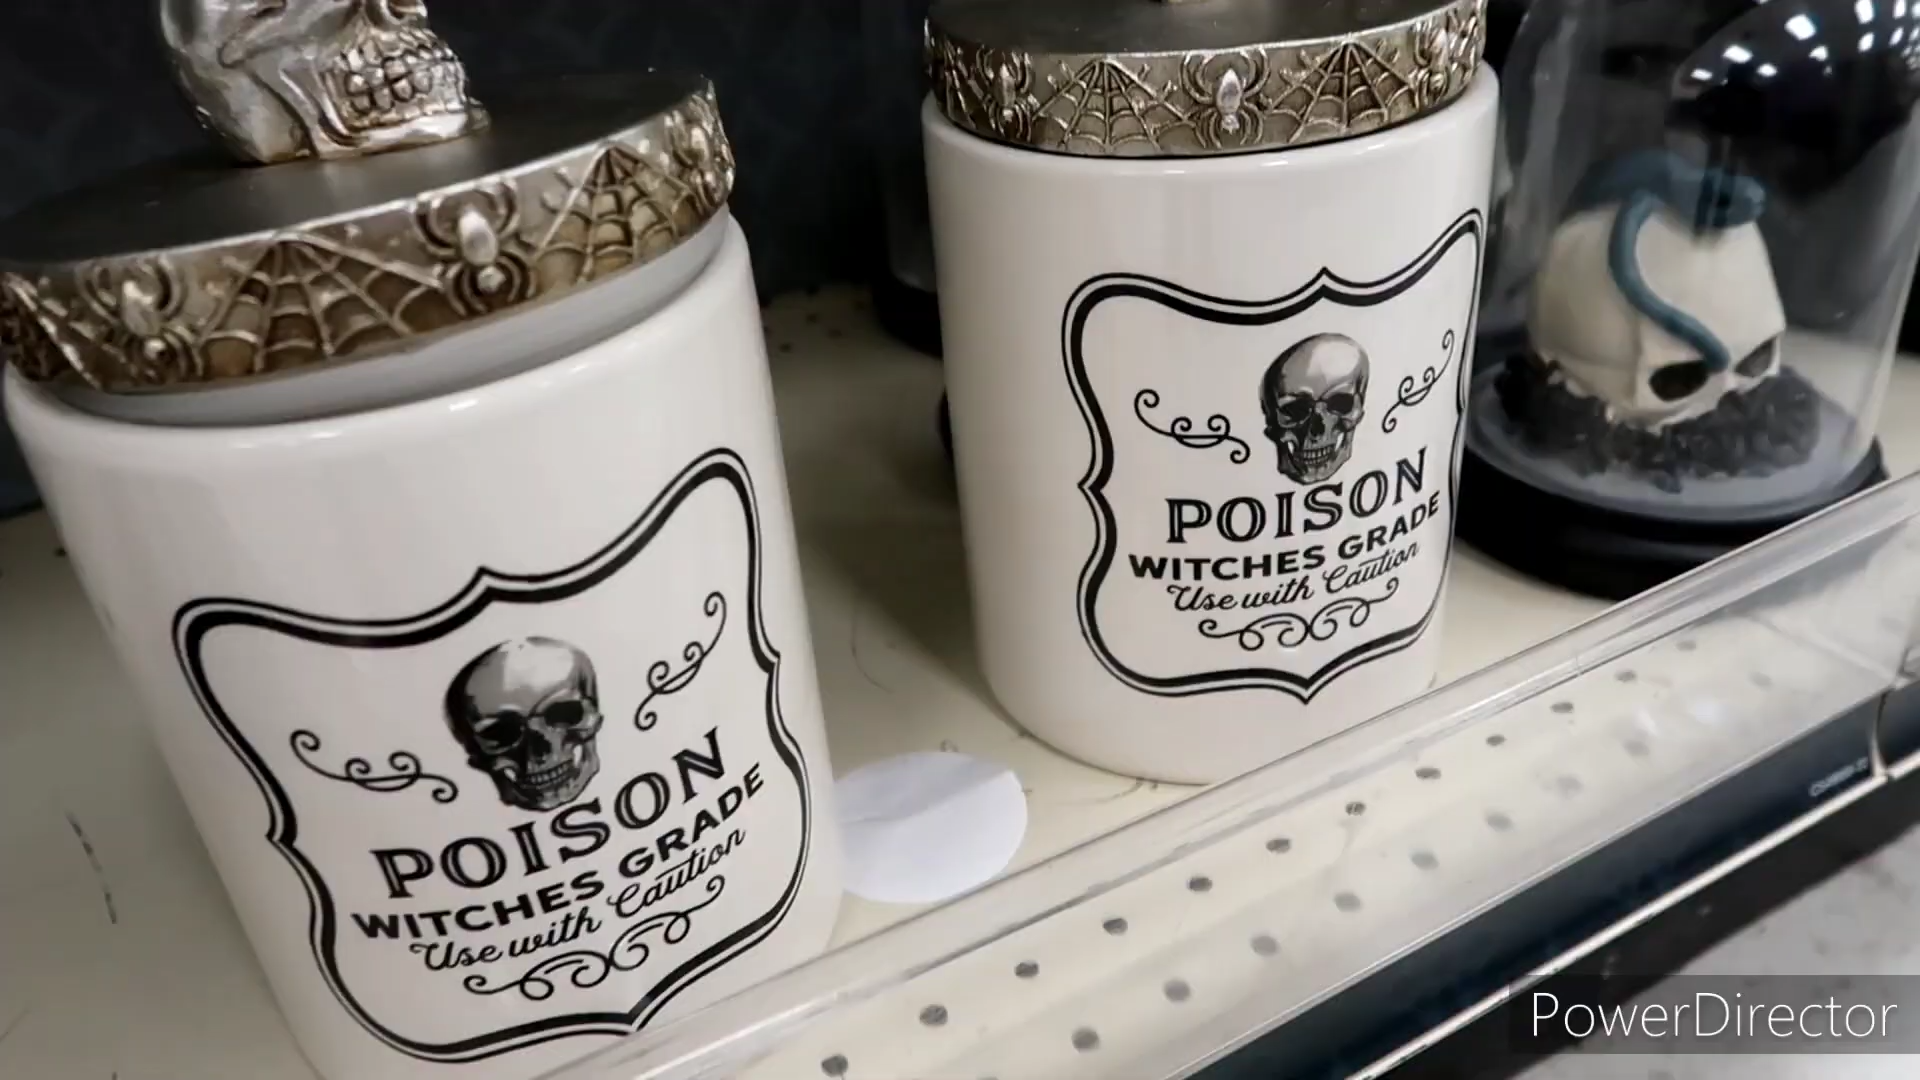 POISON
WITCHES GRADE
Use with Caution
POISON
WITCHES GRADE
Use with Caution
PowerDirector